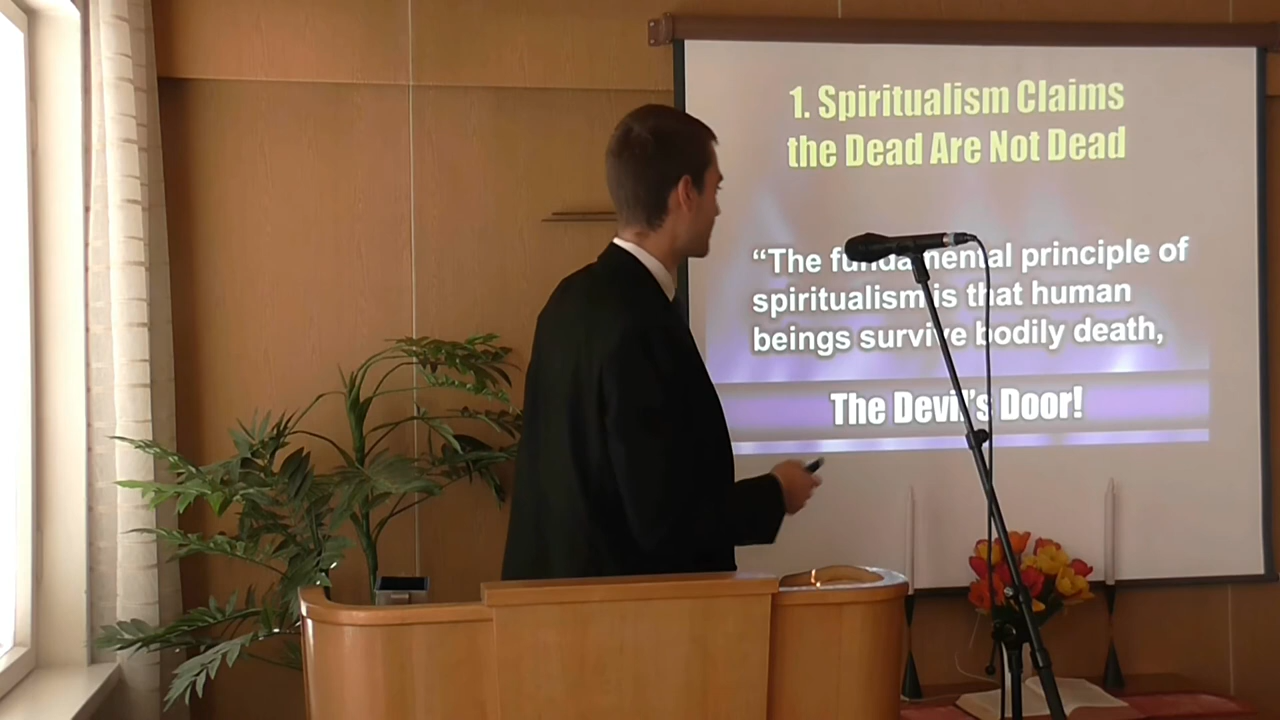 1. Spiritualism Claims
the Dead Are Not Dead
“The fundamental principle of
spiritualism is that human
beings survive bodily death,
The Devil’s Door!